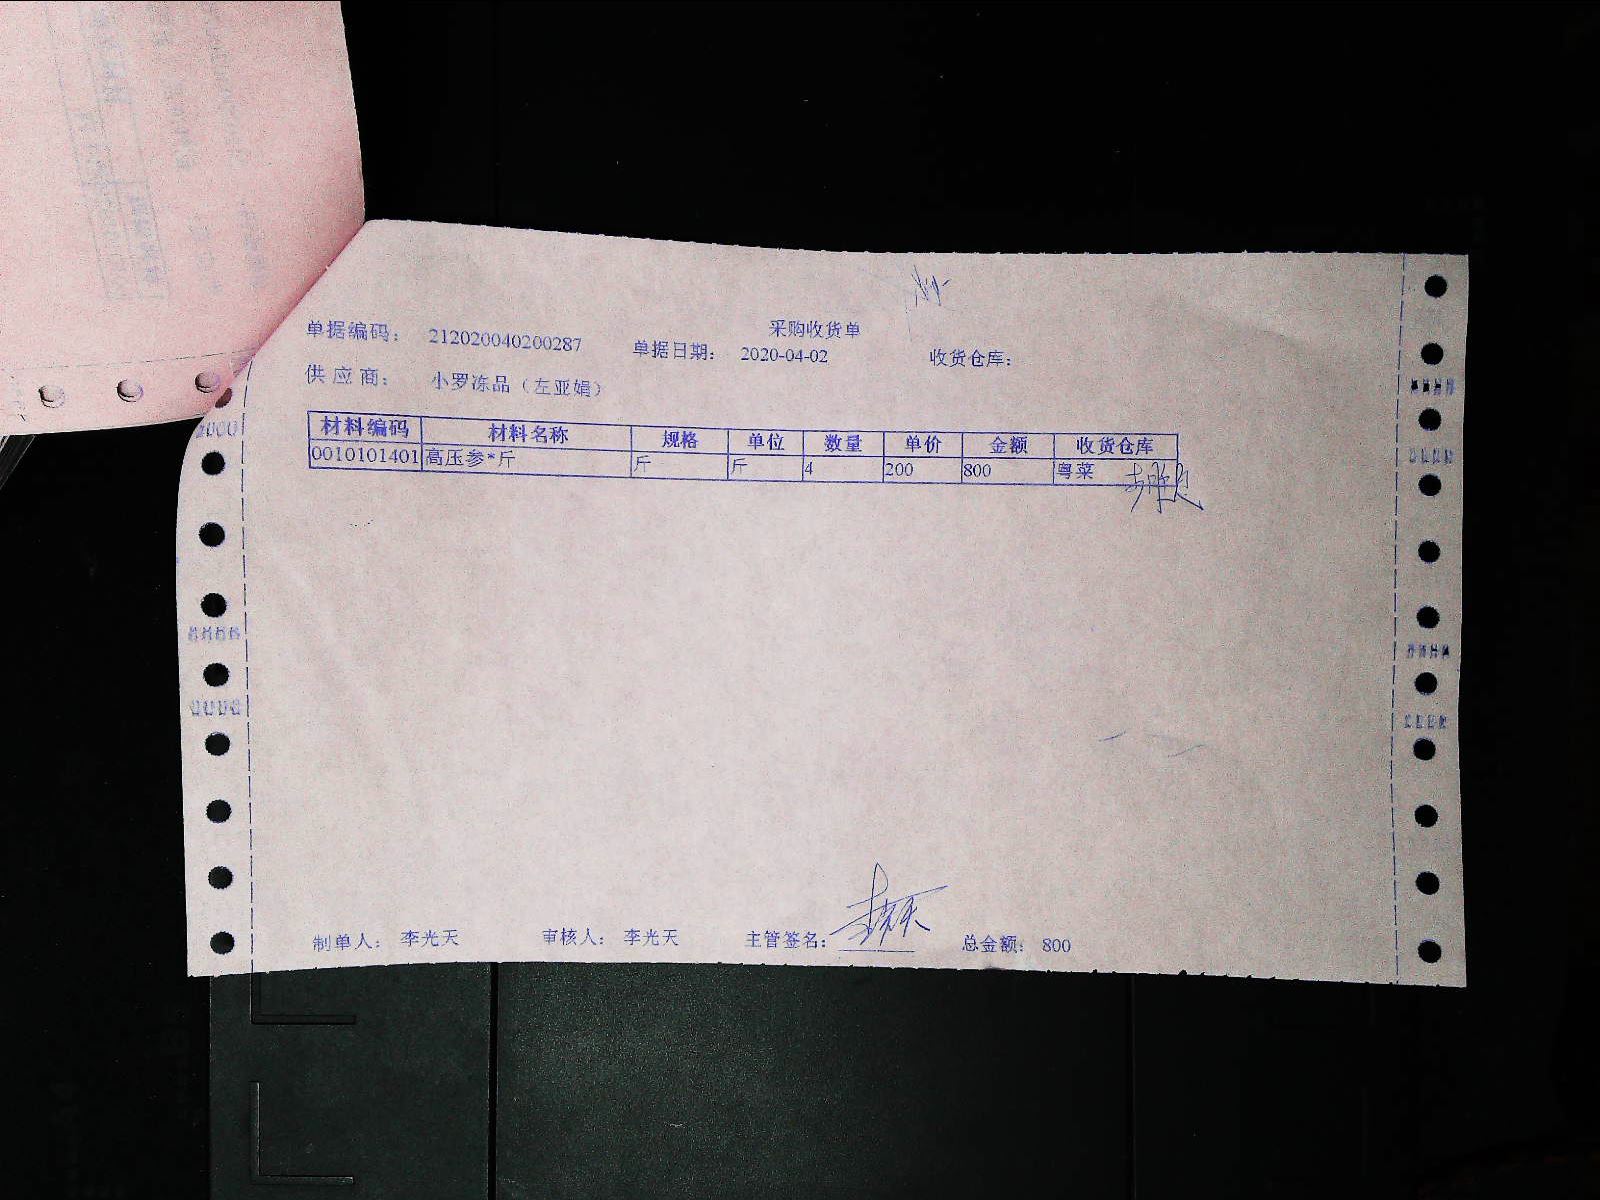 采购收货单
单据编码： 212020040200287 单据日期： 2020-04-02 收货仓库：
供应商： 小罗冻品（左亚娟）
材料编码 材料名称 规格 单位 数量 单价 金额 收货仓库
0010101401 高压参*斤 斤 斤 4 200 800 粤菜
制单人： 李光天 审核人： 李光天 主管签名： 总金额： 800